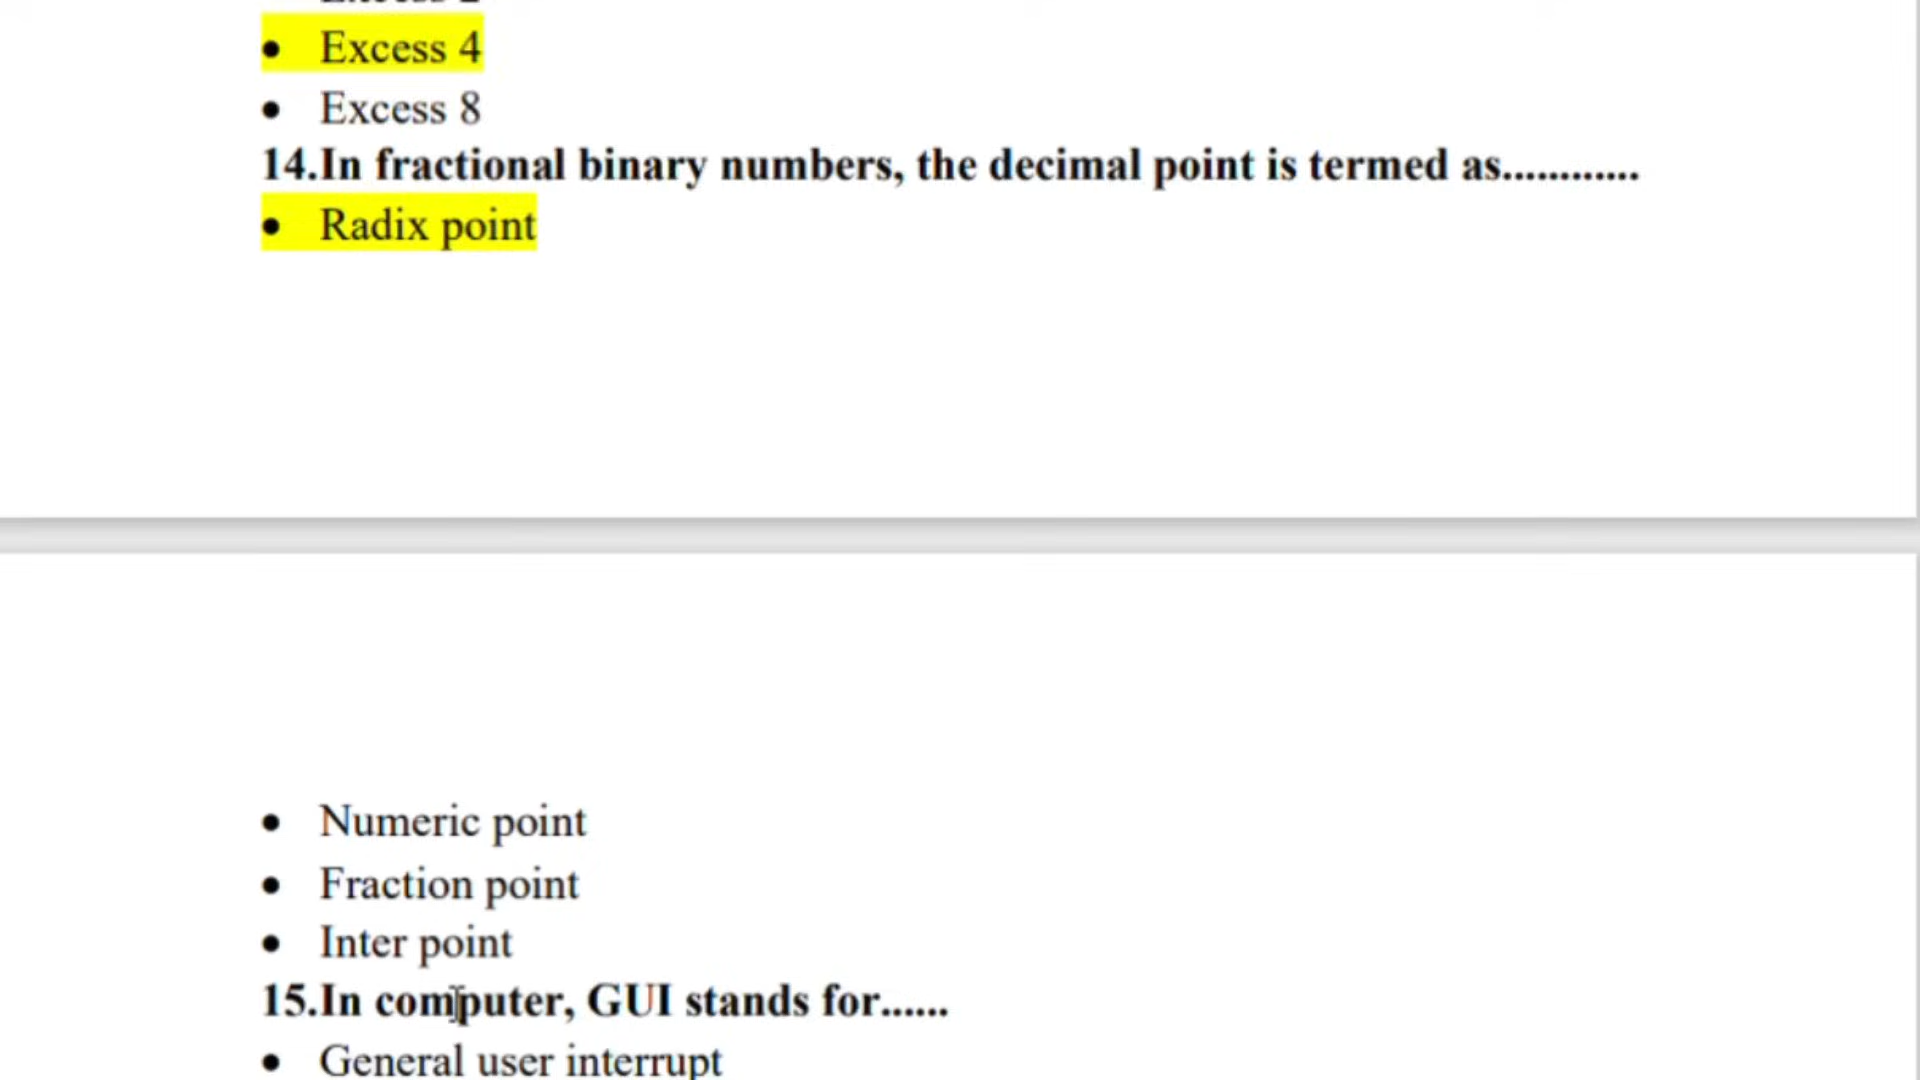 • Excess 4
• Excess 8
14.In fractional binary numbers, the decimal point is termed as............
• Radix point
• Numeric point
• Fraction point
• Inter point
15.In computer, GUI stands for......
• General user interrupt